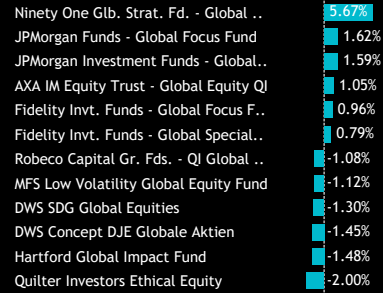 Ninety One Glb. Strat. Fd. - Global .. 5.67%
JPMorgan Funds - Global Focus Fund 1.62%
JPMorgan Investment Funds - Global.. 1.59%
AXA IM Equity Trust - Global Equity QI 1.05%
Fidelity Invt. Funds - Global Focus F.. 0.96%
Fidelity Invt. Funds - Global Special.. 0.79%
Robeco Capital Gr. Fds. - QI Global .. -1.08%
MFS Low Volatility Global Equity Fund -1.12%
DWS SDG Global Equities -1.30%
DWS Concept DJE Globale Aktien -1.45%
Hartford Global Impact Fund -1.48%
Quilter Investors Ethical Equity -2.00%